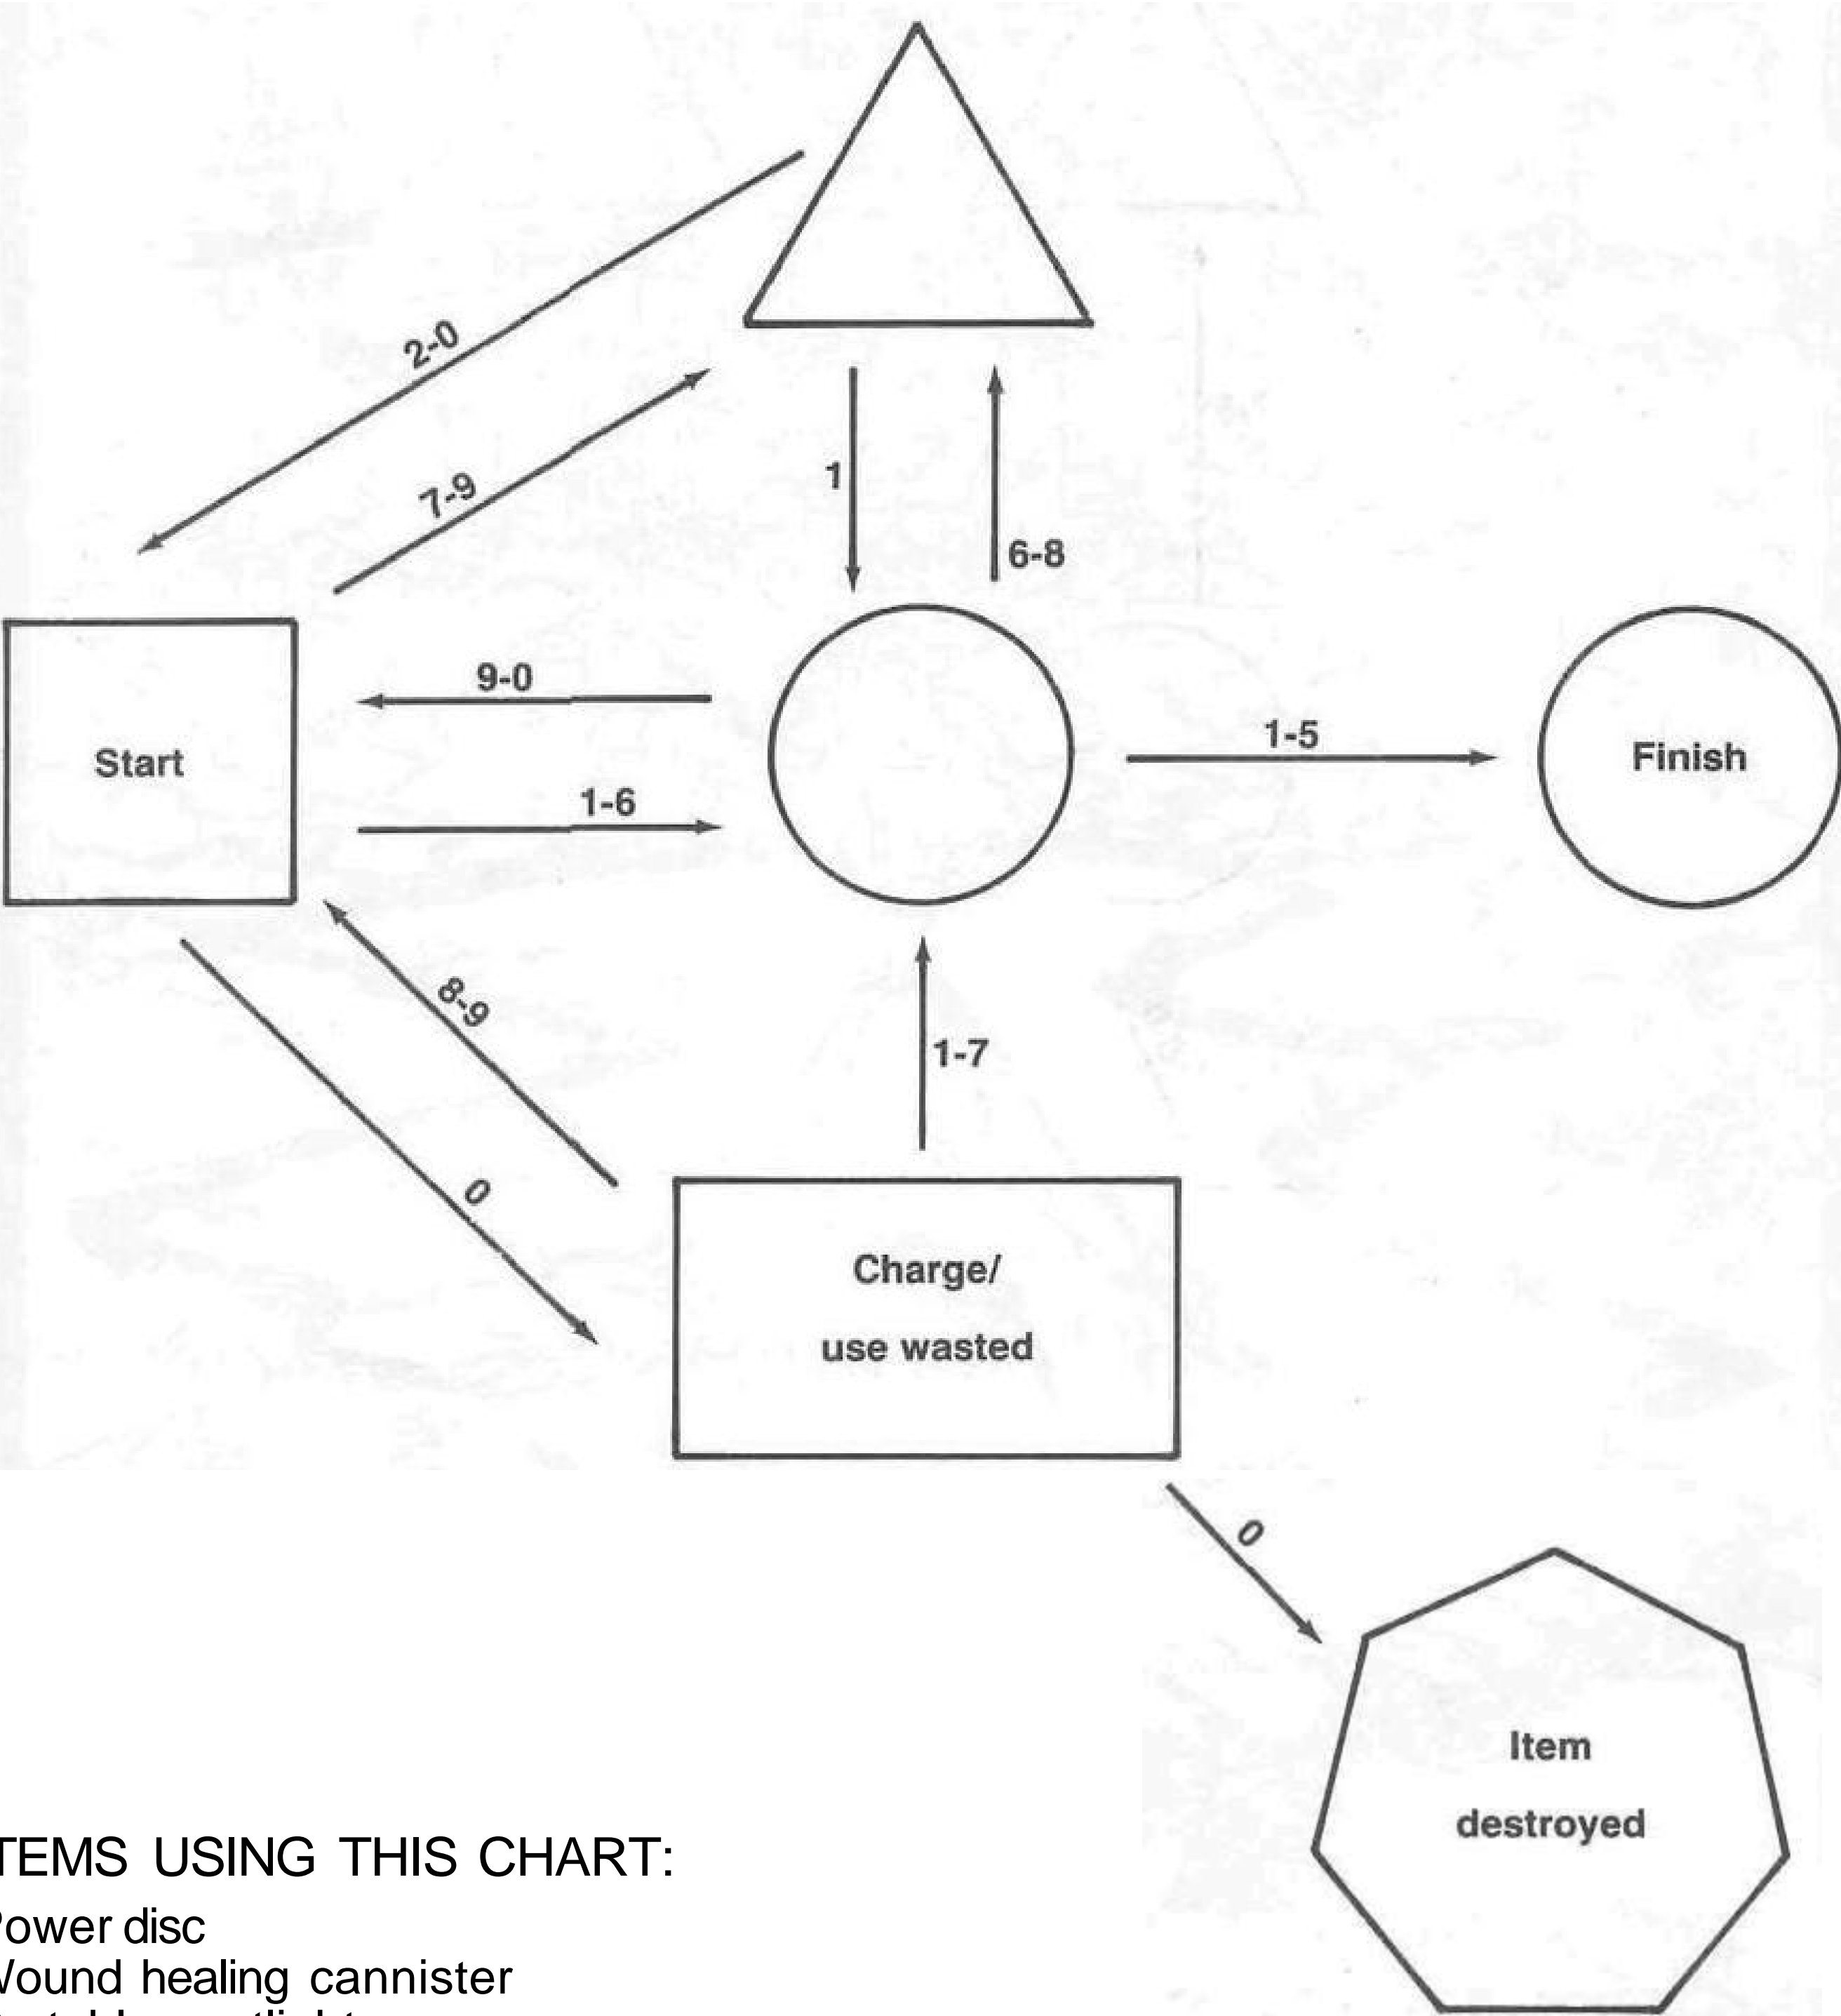 2-0
7-9
1
6-8
9-0
Start
1-5
Finish
1-6
8-9
1-7
0
Charge/
use wasted
0
Item
destroyed
TEMS USING THIS CHART:
Power disc
Wound healing cannister